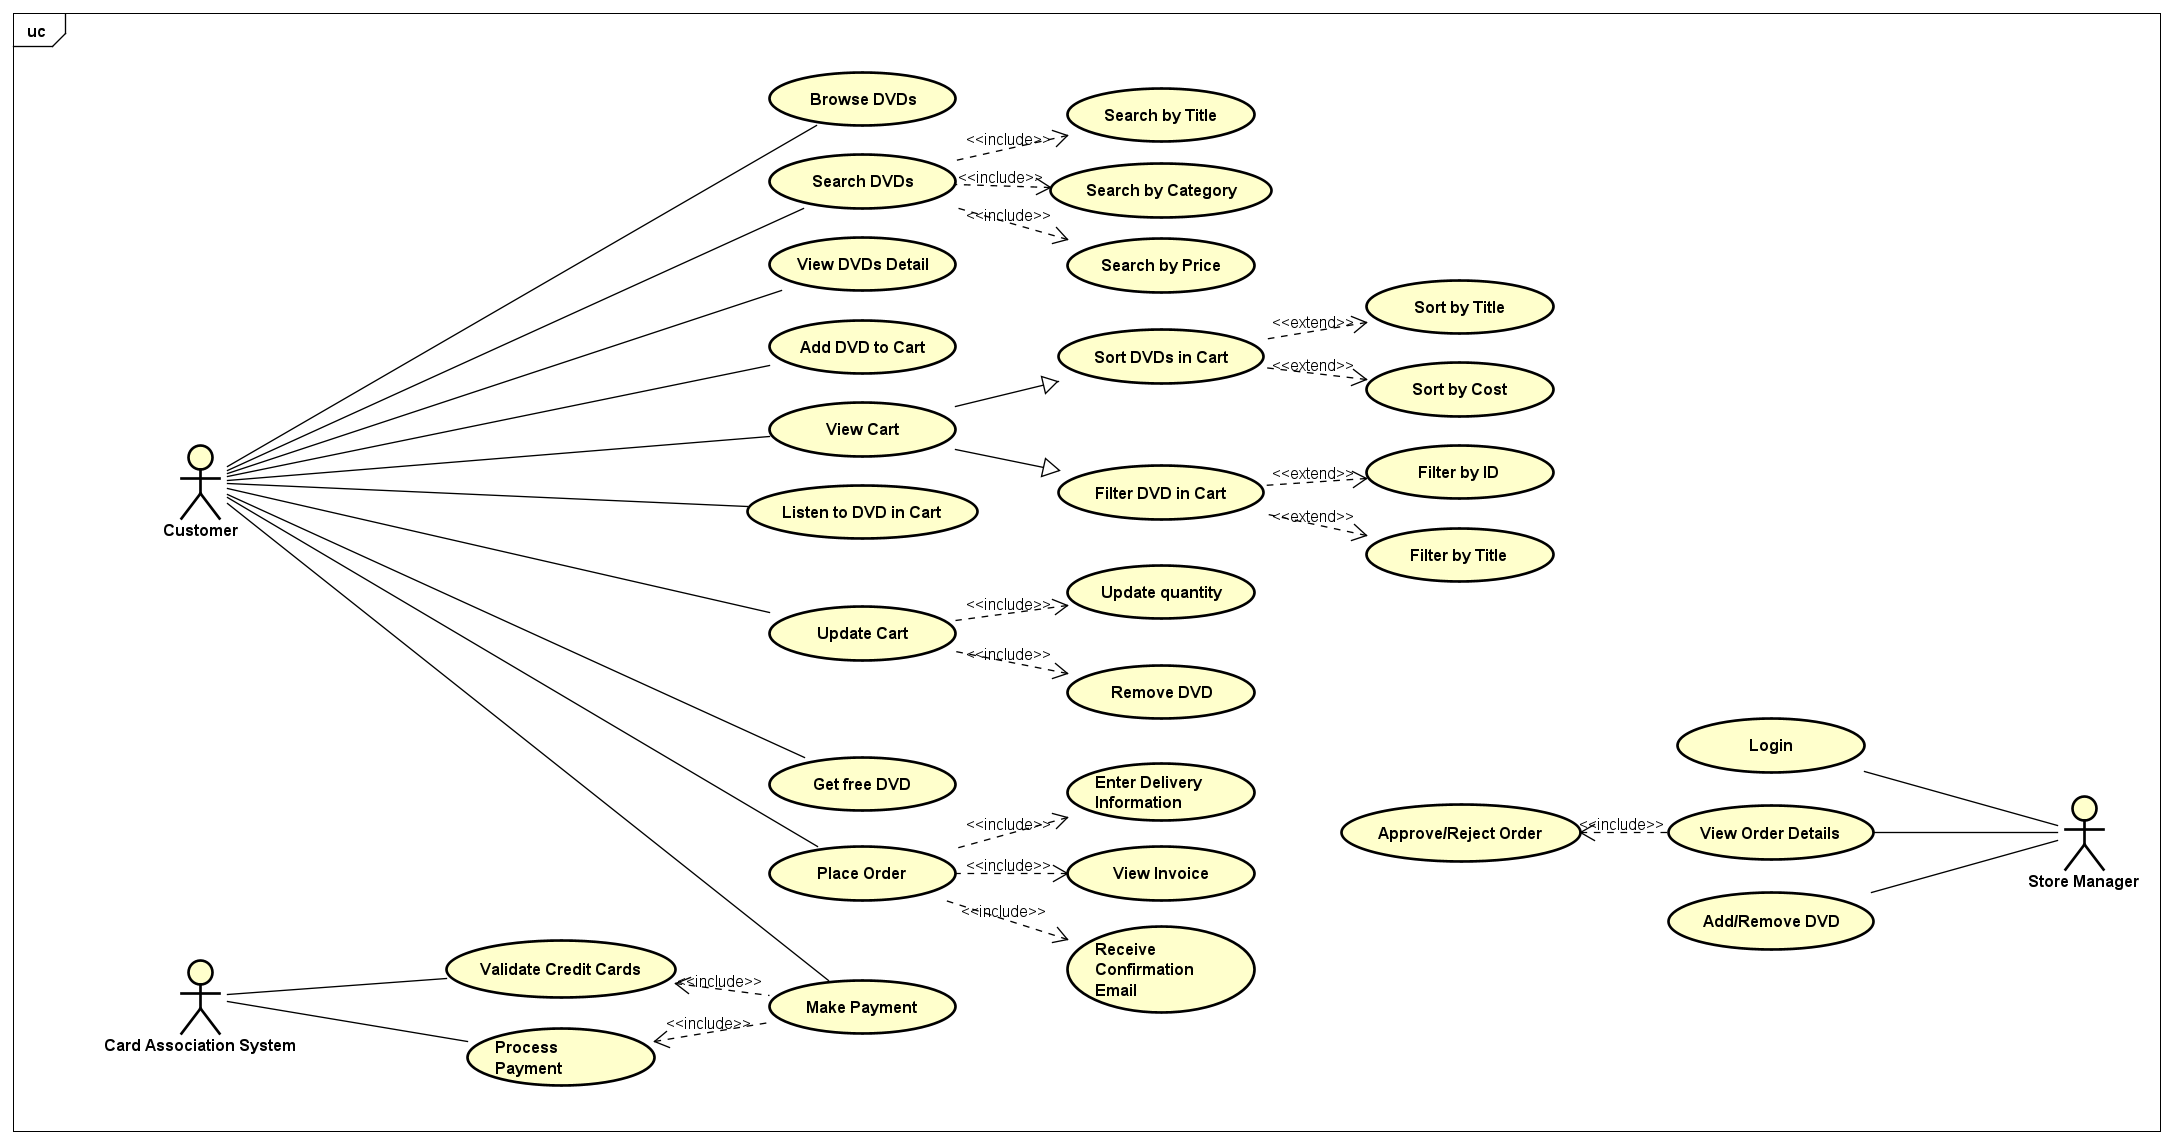 uc
Browse DVDs
Search by Title
<<include>>
Search DVDs
<<include>>
Search by Category
<<include>>
View DVDs Detail
Search by Price
Sort by Title
<<extend>>
Add DVD to Cart
Sort DVDs in Cart
<<extend>>
Sort by Cost
View Cart
<<extend>>
Filter by ID
Filter DVD in Cart
Listen to DVD in Cart
<<extend>>
Customer
Filter by Title
Update quantity
<<include>>
Update Cart
<<include>>
Remove DVD
Login
Get free DVD
Enter Delivery
Information
<<include>>
Approve/Reject Order
<<include>>
View Order Details
Place Order
<<include>>
View Invoice
Store Manager
<<include>>
Add/Remove DVD
Receive
Confirmation
Email
Validate Credit Cards
<<include>>
Make Payment
<<include>>
Card Association System
Process
Payment